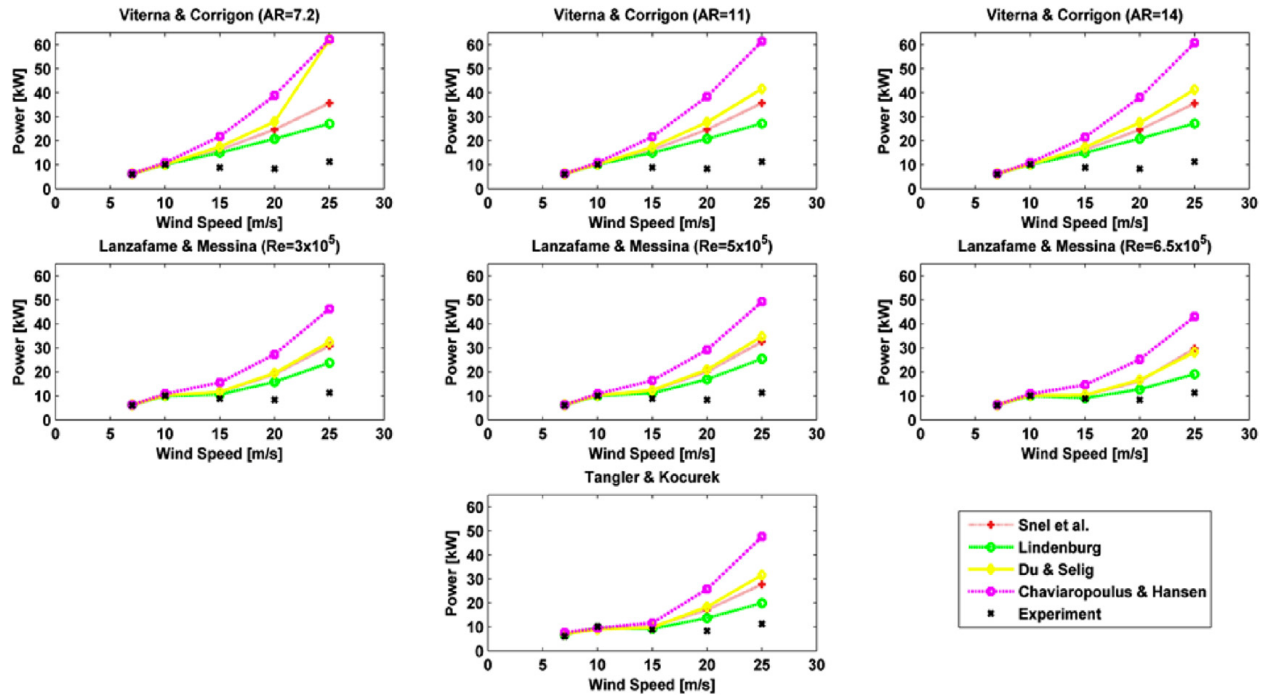 Viterna & Corrigon (AR=7.2)
Power [kW]
60
50
40
30
20
10
0
0 5 10 15 20 25 30
Wind Speed [m/s]
Viterna & Corrigon (AR=11)
Power [kW]
60
50
40
30
20
10
0
0 5 10 15 20 25 30
Wind Speed [m/s]
Viterna & Corrigon (AR=14)
Power [kW]
60
50
40
30
20
10
0
0 5 10 15 20 25 30
Wind Speed [m/s]
Lanzafame & Messina (Re=3x10^5)
Power [kW]
60
50
40
30
20
10
0
0 5 10 15 20 25 30
Wind Speed [m/s]
Lanzafame & Messina (Re=5x10^5)
Power [kW]
60
50
40
30
20
10
0
0 5 10 15 20 25 30
Wind Speed [m/s]
Lanzafame & Messina (Re=6.5x10^5)
Power [kW]
60
50
40
30
20
10
0
0 5 10 15 20 25 30
Wind Speed [m/s]
Tangler & Kocurek
Power [kW]
60
50
40
30
20
10
0
0 5 10 15 20 25 30
Wind Speed [m/s]
Snel et al.
Lindenburg
Du & Selig
Chaviaropoulus & Hansen
Experiment